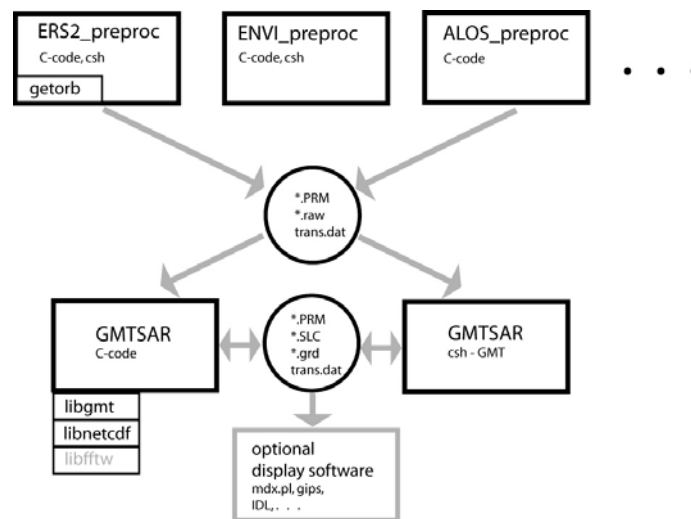 ERS2_preproc
C-code, csh
getorb
ENVI_preproc
C-code, csh
ALOS_preproc
C-code
. . .
*.PRM
*.raw
trans.dat
GMTSAR
C-code
libgmt
libnetcdf
libfftw
*.PRM
*.SLC
*.grd
trans.dat
GMTSAR
csh - GMT
optional
display software
mdx.pl, gips,
IDL, . . .